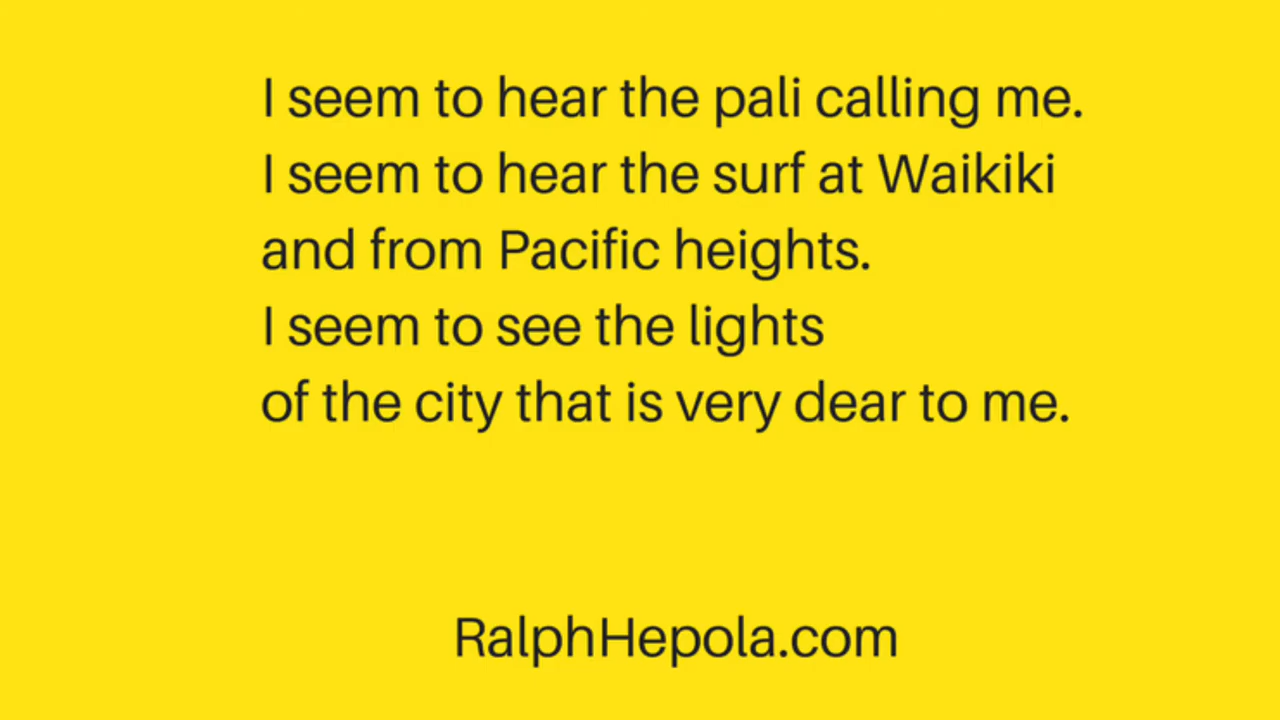 I seem to hear the pali calling me.
I seem to hear the surf at Waikiki
and from Pacific heights.
I seem to see the lights
of the city that is very dear to me.
RalphHepola.com